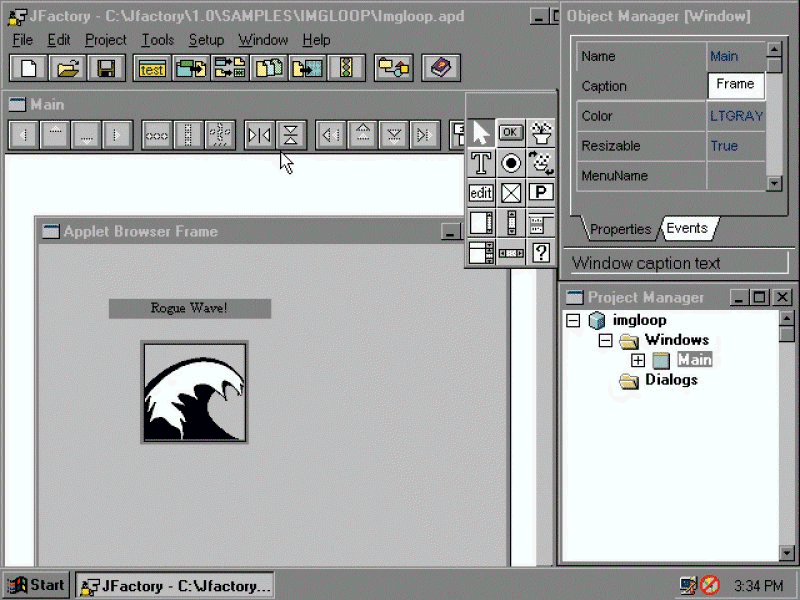 JFactory - C:\Jfactory\1.0\SAMPLES\IMGLOOP\Imgloop.apd
File Edit Project Tools Setup Window Help
test
Main
OK
T
edit
P
?
Applet Browser Frame
Rogue Wave!
Object Manager [Window]
Name Main
Caption Frame
Color LTGRAY
Resizable True
MenuName
Properties Events
Window caption text
Project Manager
imgloop
Windows
Main
Dialogs
Start JFactory - C:\Jfactory... 3:34 PM